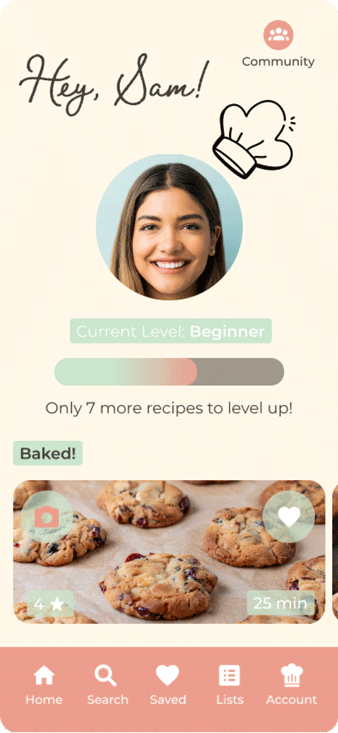 Community
Hey, Sam!
Current Level: Beginner
Only 7 more recipes to level up!
Baked!
4
25 min
Home Search Saved Lists Account